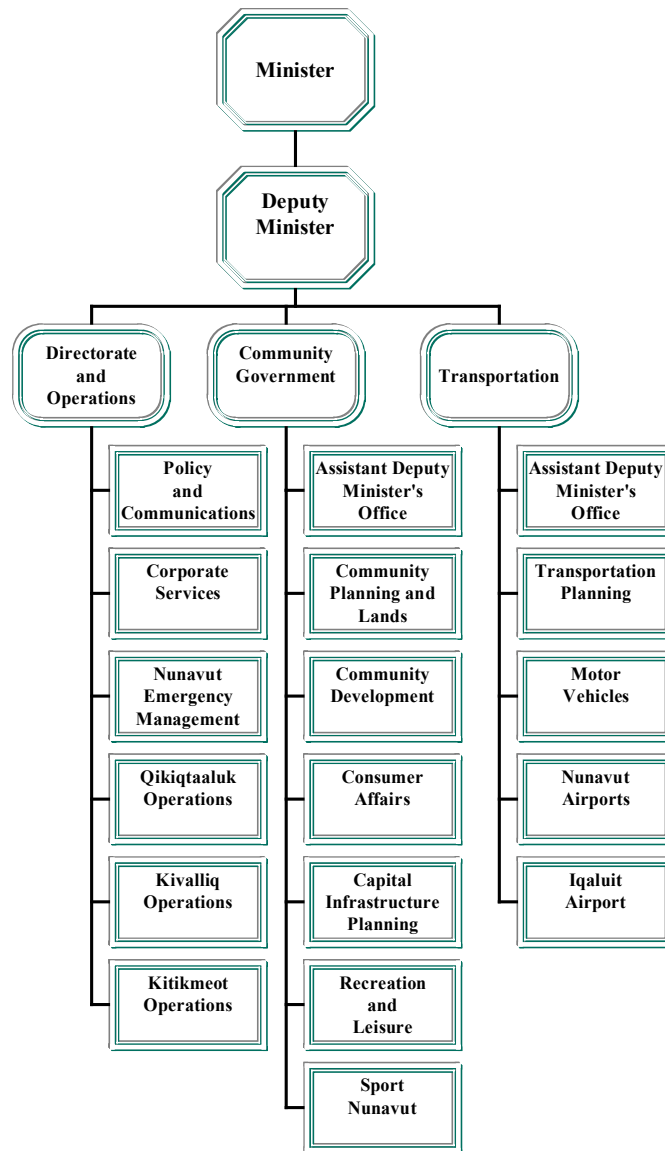 Minister
Deputy
Minister
Directorate
and
Operations
Community
Government
Transportation
Policy
and
Communications
Corporate
Services
Nunavut
Emergency
Management
Qikiqtaaluk
Operations
Kivalliq
Operations
Kitikmeot
Operations
Assistant Deputy
Minister's
Office
Community
Planning and
Lands
Community
Development
Consumer
Affairs
Capital
Infrastructure
Planning
Recreation
and
Leisure
Sport
Nunavut
Assistant Deputy
Minister's
Office
Transportation
Planning
Motor
Vehicles
Nunavut
Airports
Iqaluit
Airport